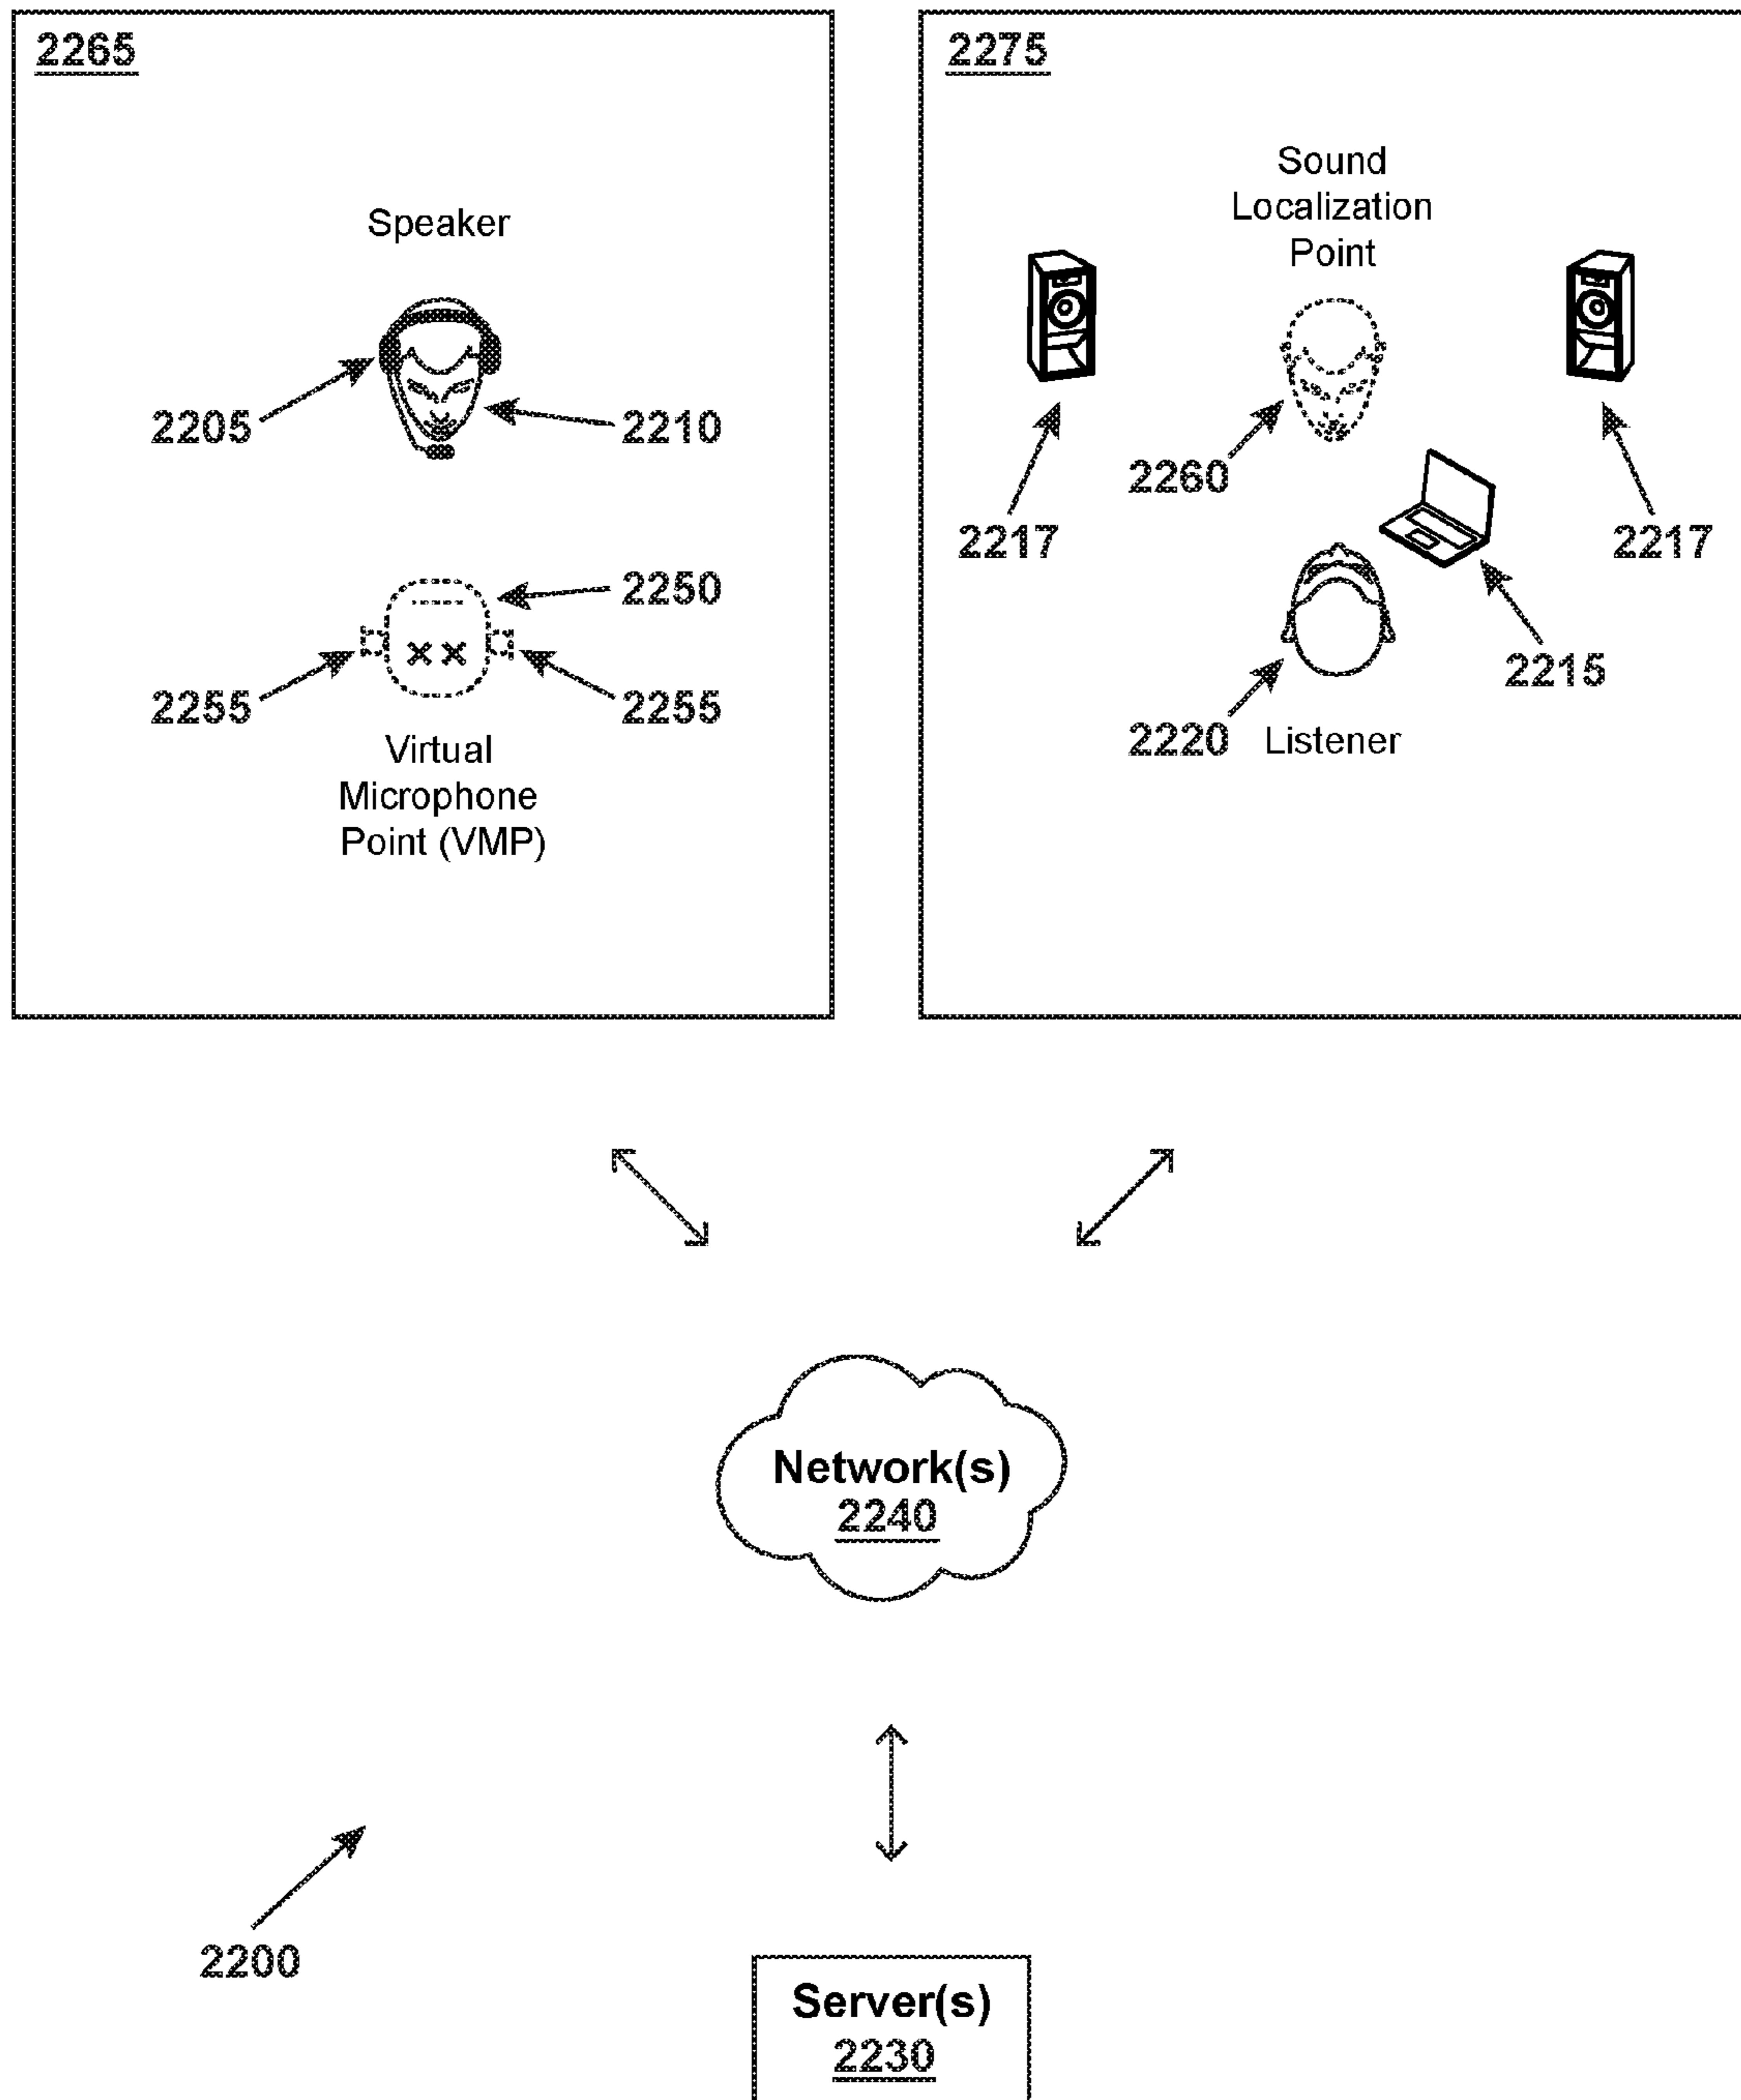 2265
Speaker
2205
2210
2250
2255
2255
Virtual
Microphone
Point (VMP)
2275
Sound
Localization
Point
2260
2217
2217
2215
2220
Listener
Network(s)
2240
2200
Server(s)
2230